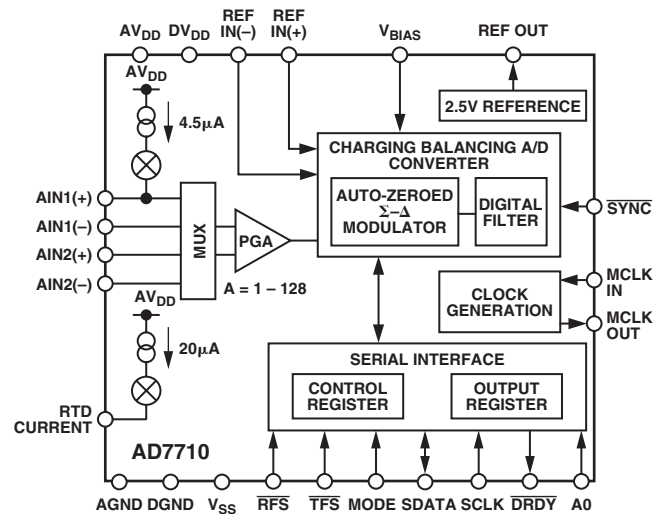 REF REF
AVDD DVDD IN(–) IN(+) VBIAS REF OUT
AVDD
4.5µA
2.5V REFERENCE
CHARGING BALANCING A/D
CONVERTER
AUTO-ZEROED
Σ–Δ
MODULATOR
DIGITAL
FILTER
AIN1(+)
AIN1(–)
AIN2(+)
AIN2(–)
MUX
PGA
A = 1 – 128
SYNC
MCLK
IN
CLOCK
GENERATION
MCLK
OUT
AVDD
20µA
SERIAL INTERFACE
CONTROL
REGISTER
OUTPUT
REGISTER
RTD
CURRENT
AD7710
AGND DGND VSS RFS TFS MODE SDATA SCLK DRDY A0